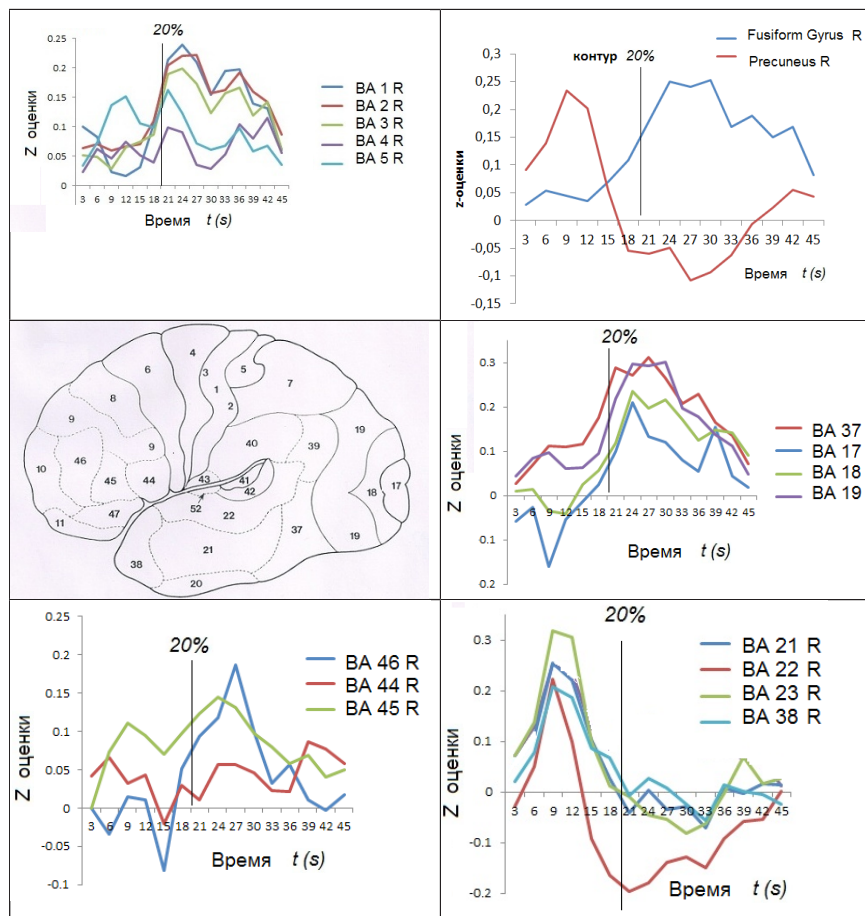 20%
0.25
0.2
0.15
0.1
0.05
0
Z оценки
3 6 9 12 15 18 21 24 27 30 33 36 39 42 45
Время t (s)
BA 1 R
BA 2 R
BA 3 R
BA 4 R
BA 5 R
Fusiform Gyrus R
Precuneus R
контур 20%
0,3
0,25
0,2
0,15
0,1
0,05
0
-0,05
-0,1
-0,15
z-оценки
3 6 9 12 15 18 21 24 27 30 33 36 39 42 45
Время t (s)
4
6
3
5
8
1
7
2
9
9
40
39
19
10
46
45
44
43
41
42
18
17
47
52
11
22
37
21
19
38
20
20%
0.3
0.2
0.1
0
-0.1
-0.2
Z оценки
3 6 9 12 15 18 21 24 27 30 33 36 39 42 45
Время t (s)
BA 37
BA 17
BA 18
BA 19
20%
0.25
0.2
0.15
0.1
0.05
0
-0.05
-0.1
Z оценки
3 6 9 12 15 18 21 24 27 30 33 36 39 42 45
Время t (s)
BA 46 R
BA 44 R
BA 45 R
20%
0.3
0.2
0.1
0
-0.1
-0.2
Z оценки
3 6 9 12 15 18 21 24 27 30 33 36 39 42 45
Время t (s)
BA 21 R
BA 22 R
BA 23 R
BA 38 R